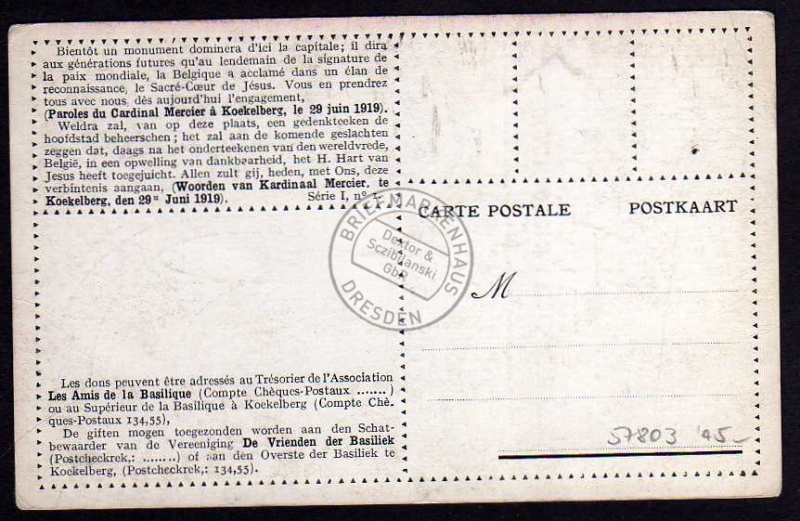 Bientôt un monument dominera d'ici la capitale; il dira
aux générations futures qu'au lendemain de la signature de
la paix mondiale, la Belgique a acclamé dans un élan de
reconnaissance, le Sacré-Cœur de Jésus. Vous en prendrez
tous avec nous, dès aujourd'hui l'engagement,
(Paroles du Cardinal Mercier à Koekelberg, le 29 juin 1919).
Weldra zal, van op deze plaats, een gedenkteeken de
hoofdstad beheerschen; het zal aan de komende geslachten
zeggen dat, daags na het onderteekenen van den wereldvrede,
België, in een opwelling van dankbaarheid, het H. Hart van
Jesus heeft toegejuicht. Allen zult gij, heden, met Ons, deze
verbintenis aangaan, (Woorden van Kardinaal Mercier, te
Koekelberg, den 29n Juni 1919). Série I, nº 1.
CARTE POSTALE POSTKAART
BRIEFMARKENHAUS
Dektor &
Sczibilanski
GbR
DRESDEN
M
Les dons peuvent être adressés au Trésorier de l'Association
Les Amis de la Basilique (Compte Chèques-Postaux .......)
ou au Supérieur de la Basilique à Koekelberg (Compte Chè-
ques-Postaux 134,55),
De giften mogen toegezonden worden aan den Schat-
bewaarder van de Vereeniging De Vrienden der Basiliek
(Postcheckrek,: ........) of aan den Overste der Basiliek te
Koekelberg, (Postcheckrek,: 134,55).
57803 '45-